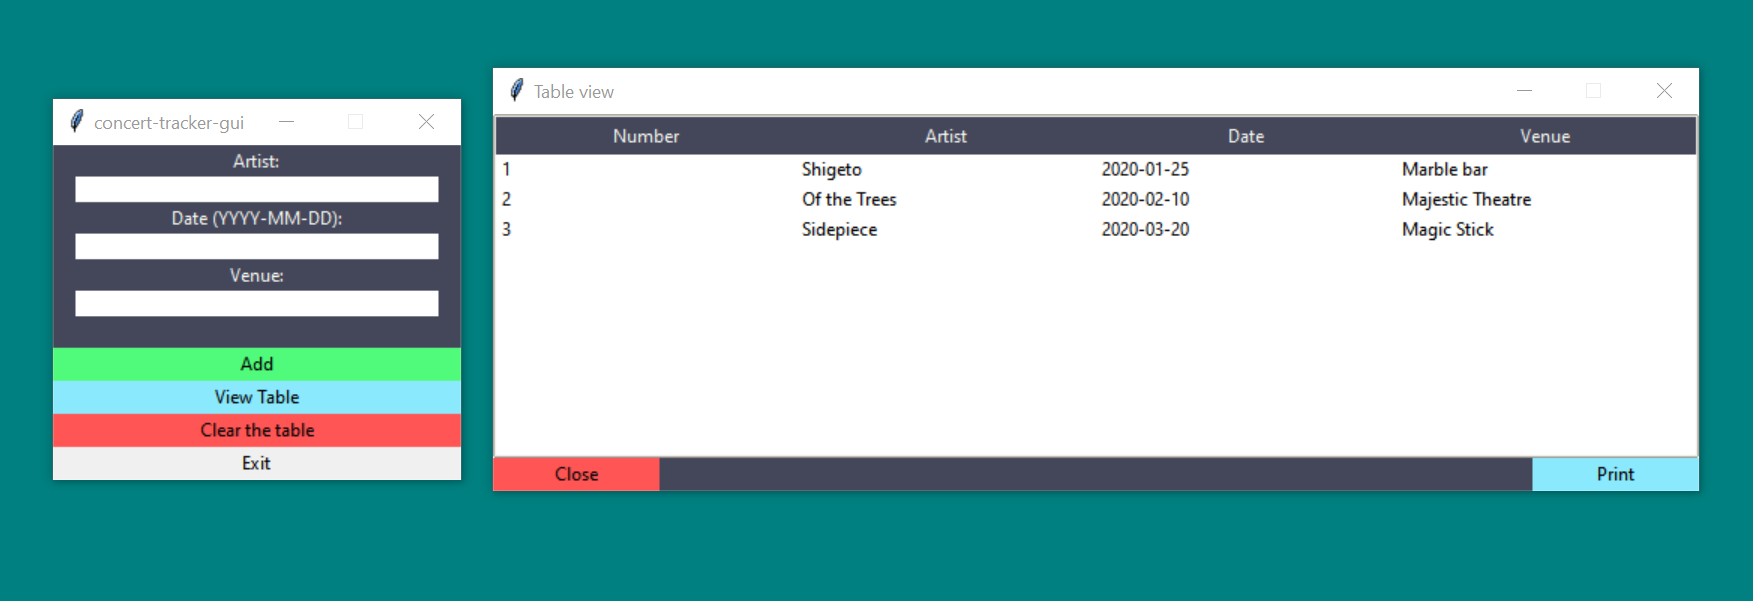 concert-tracker-gui
Artist:
Date (YYYY-MM-DD):
Venue:
Add
View Table
Clear the table
Exit
Table view
Number Artist Date Venue
1 Shigeto 2020-01-25 Marble bar
2 Of the Trees 2020-02-10 Majestic Theatre
3 Sidepiece 2020-03-20 Magic Stick
Close Print